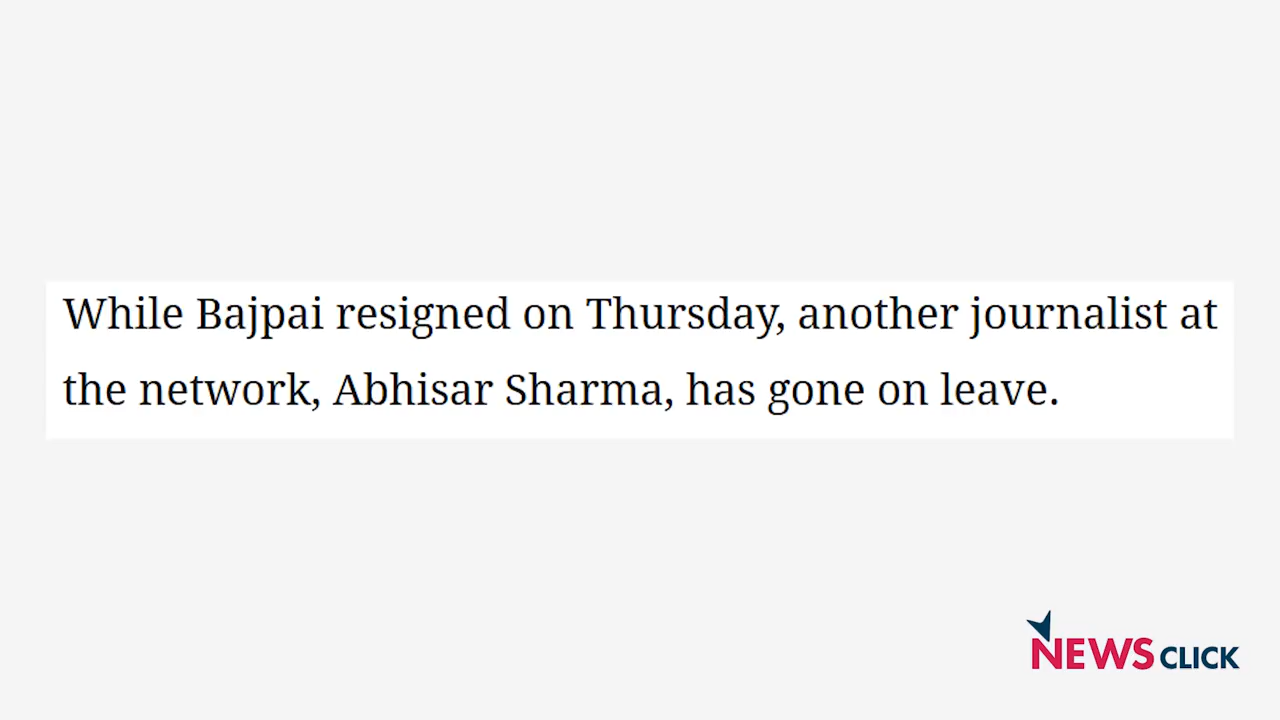 While Bajpai resigned on Thursday, another journalist at
the network, Abhisar Sharma, has gone on leave.
NEWS CLICK